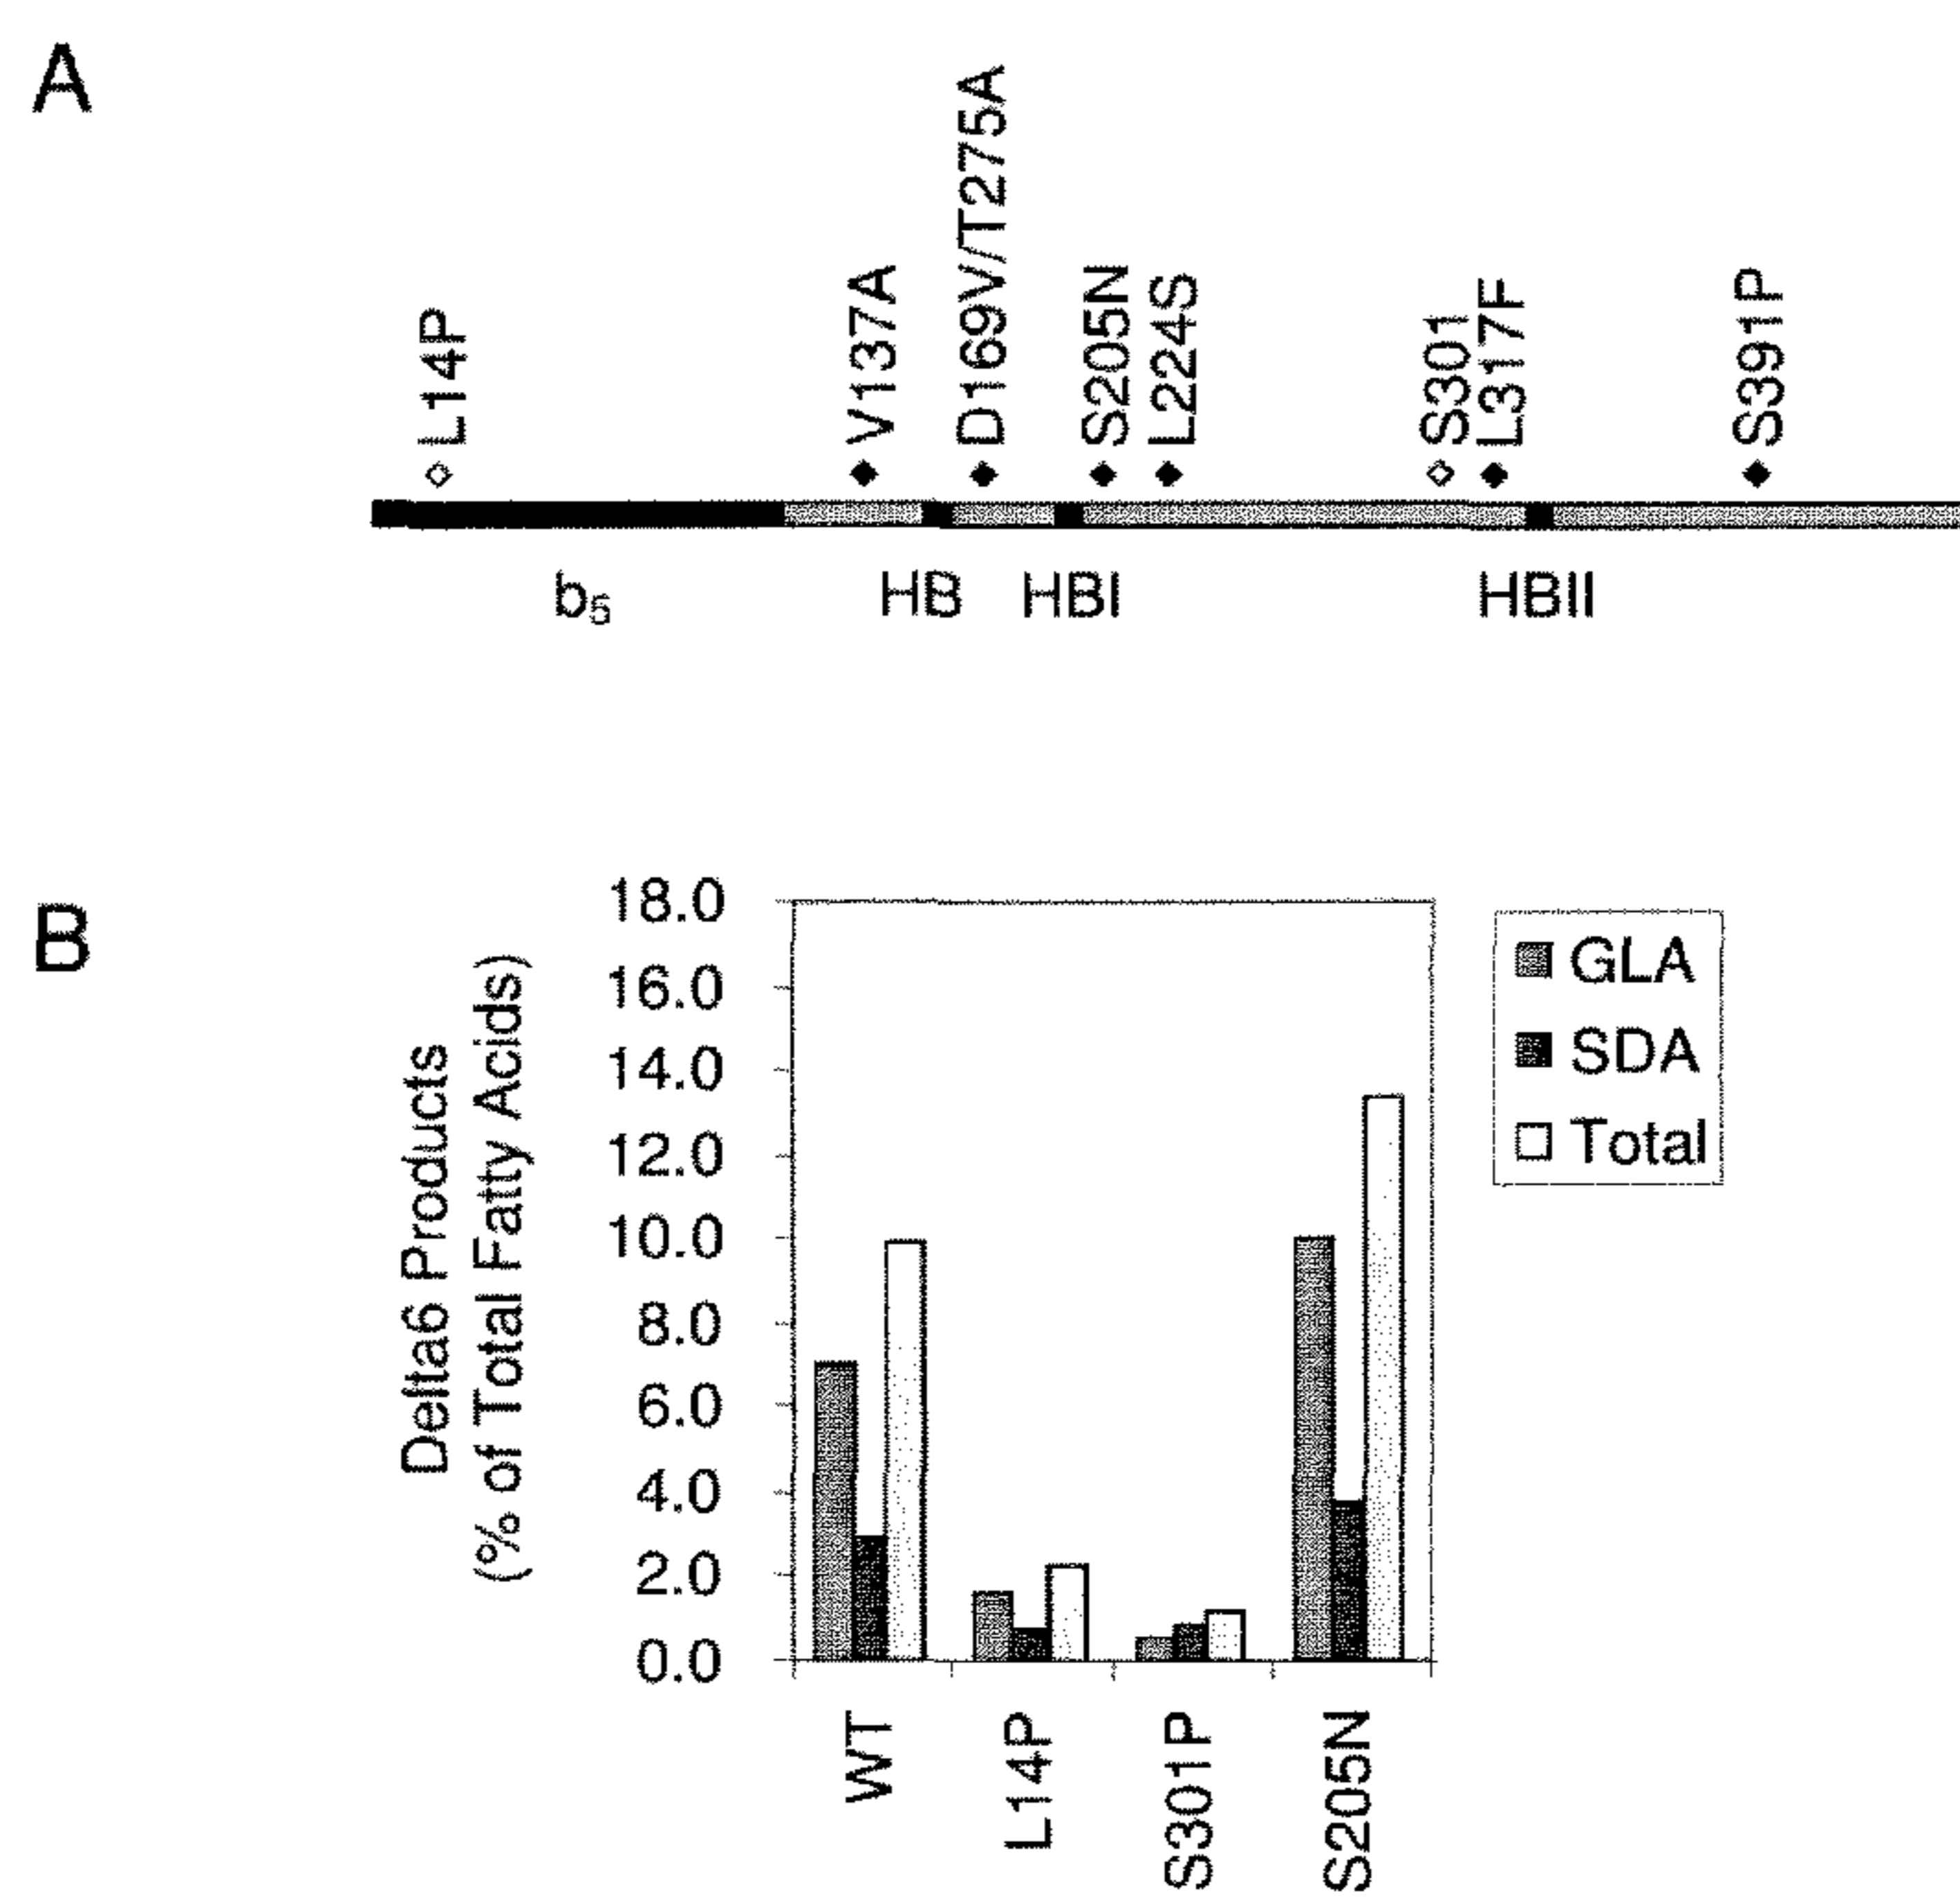 A
L14P
V137A
D169V/T275A
S205N
L224S
S301
L317F
S391P
b5
HB
HBI
HBII
B
Delta6 Products
(% of Total Fatty Acids)
18.0
16.0
14.0
12.0
10.0
8.0
6.0
4.0
2.0
0.0
WT
L14P
S301P
S205N
GLA
SDA
Total